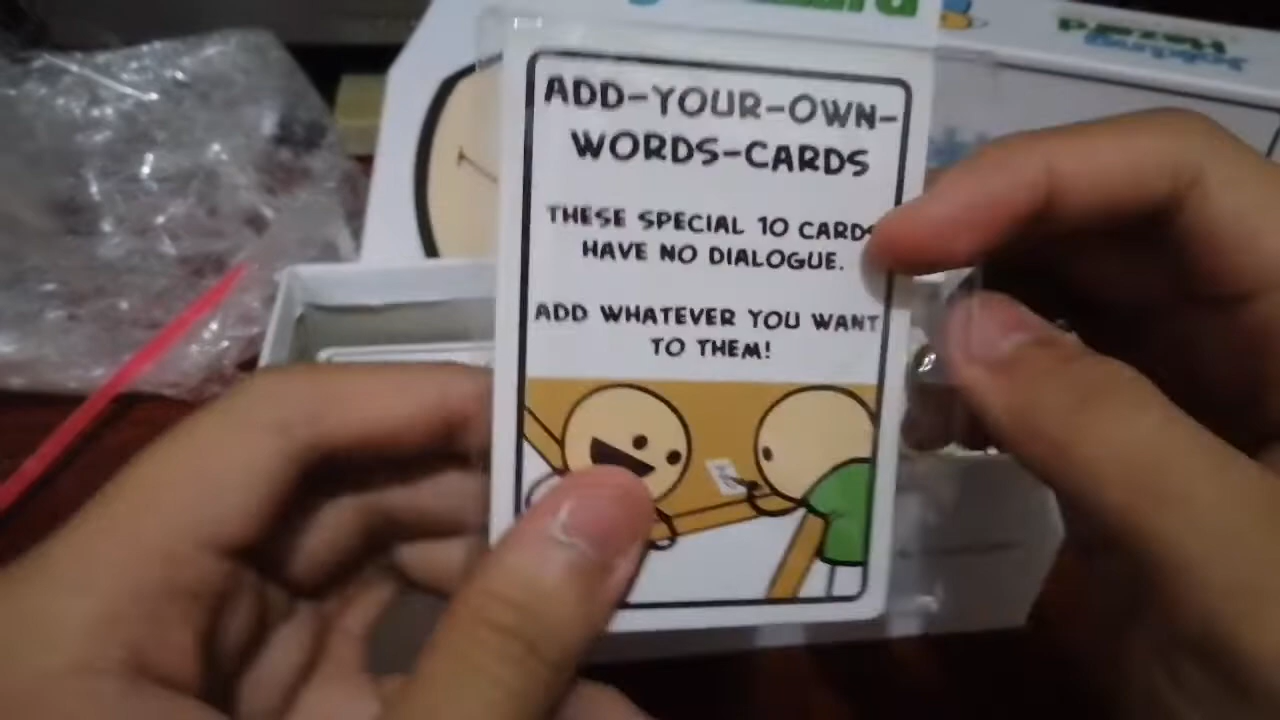 ADD-YOUR-OWN-
WORDS-CARDS
THESE SPECIAL 10 CARDS
HAVE NO DIALOGUE.
ADD WHATEVER YOU WANT
TO THEM!